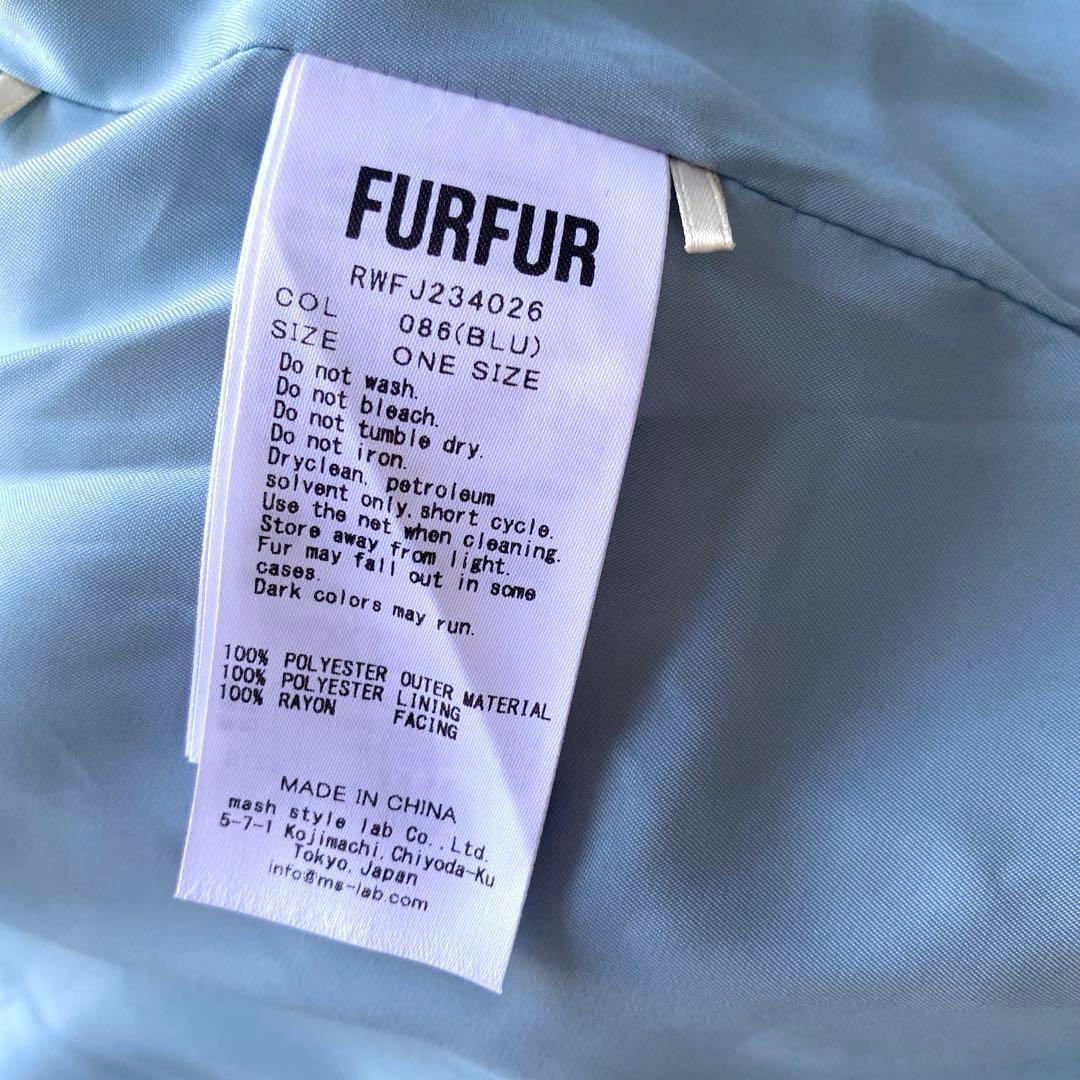 FURFUR
RWFJ234026
COL 086(BLU)
SIZE ONE SIZE
Do not wash.
Do not bleach.
Do not tumble dry.
Do not iron.
Dryclean, petroleum
solvent only, short cycle.
Use the net when cleaning.
Store away from light.
Fur may fall out in some
cases.
Dark colors may run.
100% POLYESTER OUTER MATERIAL
100% POLYESTER LINING
100% RAYON FACING
MADE IN CHINA
mash style lab Co.,Ltd.
5-7-1 Kojimachi, Chiyoda-Ku
Tokyo, Japan
info@ms-lab.com